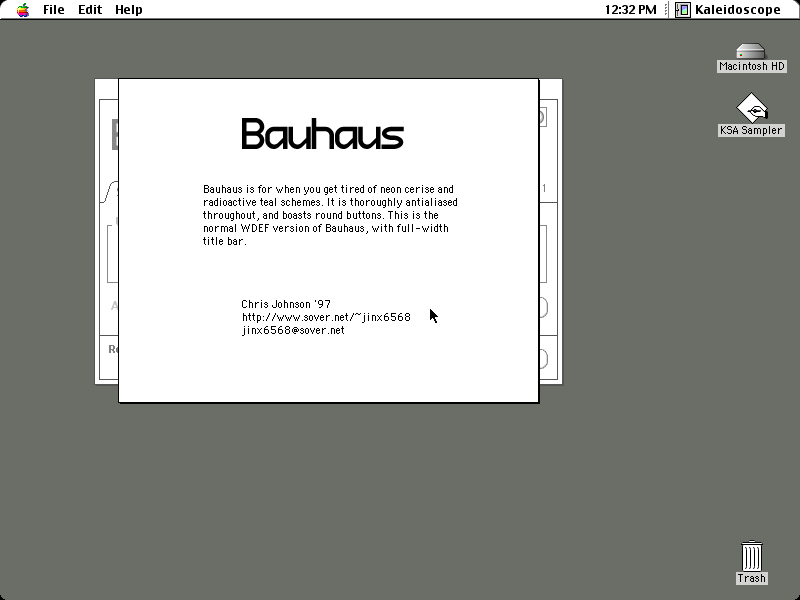 File Edit Help 12:32 PM Kaleidoscope
Macintosh HD
KSA Sampler
Bauhaus
Bauhaus is for when you get tired of neon cerise and
radioactive teal schemes. It is thoroughly antialiased
throughout, and boasts round buttons. This is the
normal WDEF version of Bauhaus, with full-width
title bar.
1
Chris Johnson '97
http://www.sover.net/~jinx6568
jinx6568@sover.net
Trash